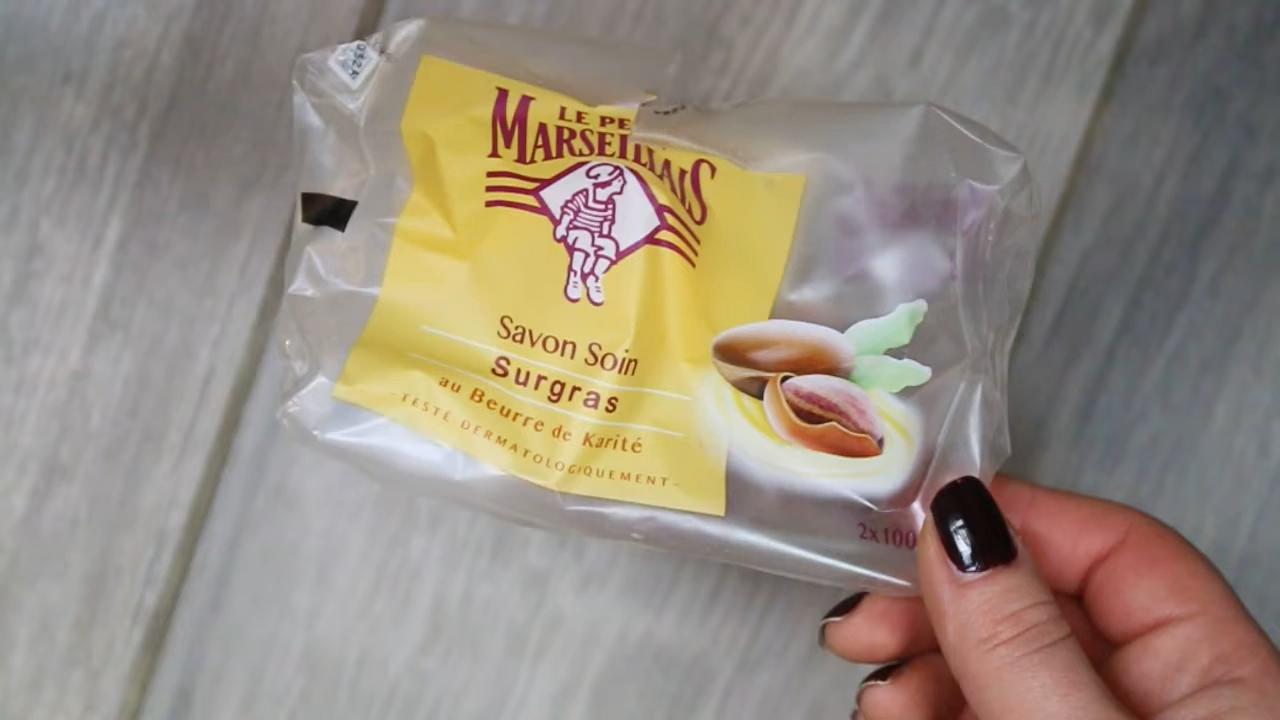 LE PE
MARSEILLAIS
Savon Soin
Surgras
au Beurre de Karité
-TESTÉ DERMATOLOGIQUEMENT-
2x100